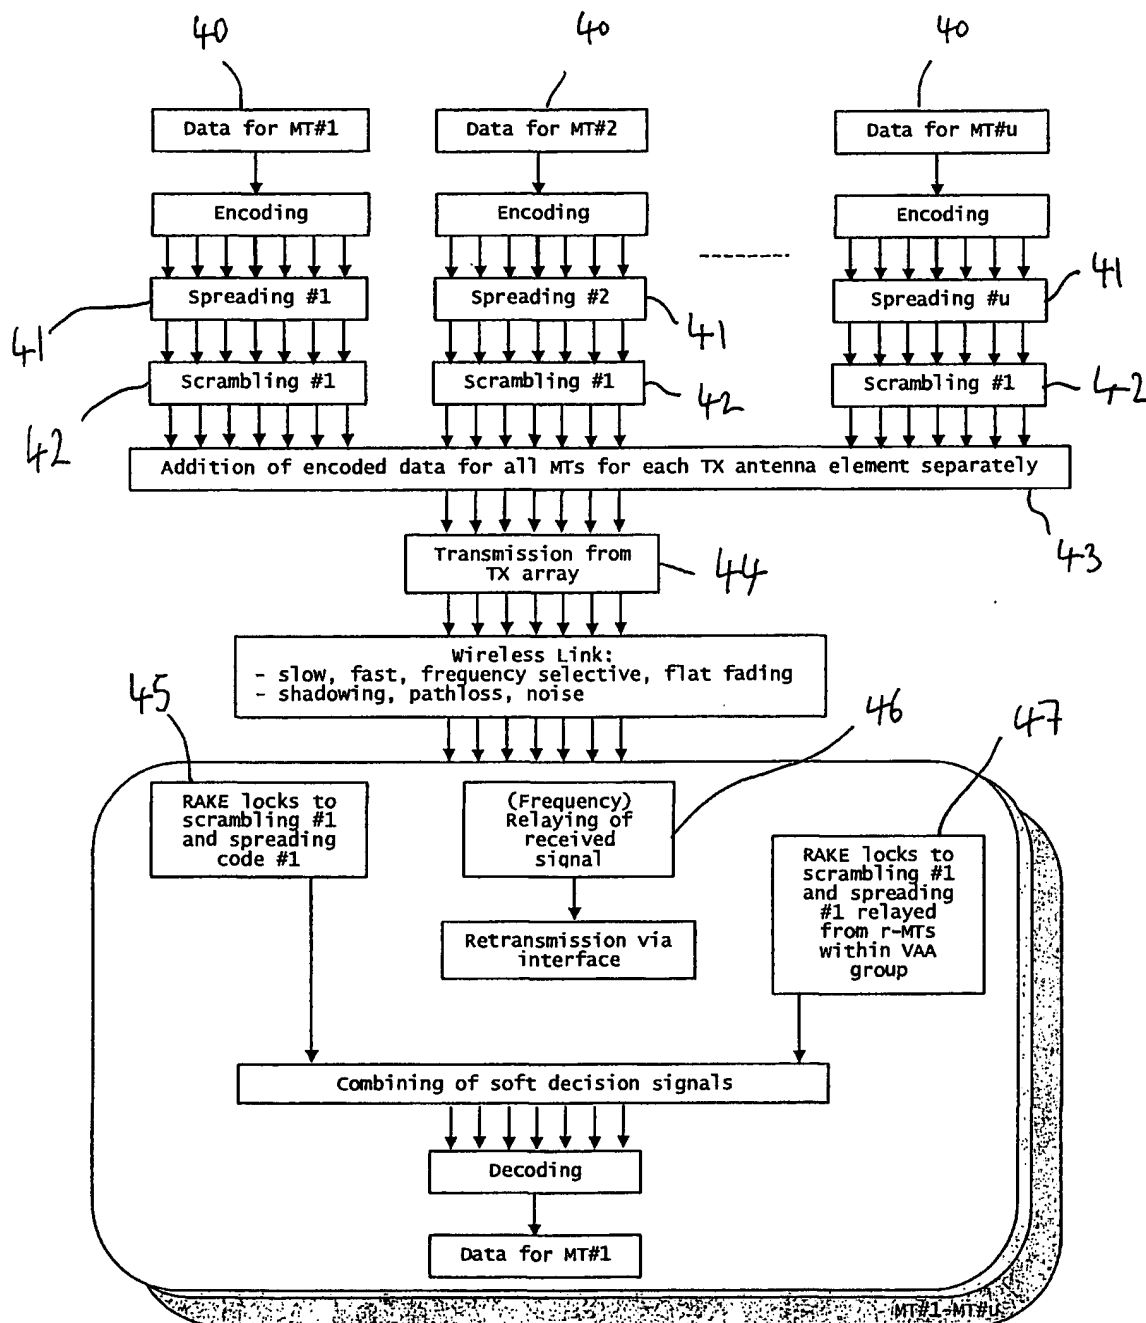 40
40
40
Data for MT#1
Data for MT#2
Data for MT#u
Encoding
Encoding
Encoding
Spreading #1
Spreading #2
Spreading #u
41
41
41
Scrambling #1
Scrambling #1
Scrambling #1
42
42
42
Addition of encoded data for all MTs for each TX antenna element separately
43
Transmission from
TX array
44
Wireless Link:
- slow, fast, frequency selective, flat fading
- shadowing, pathloss, noise
45
46
47
RAKE locks to
scrambling #1
and spreading
code #1
(Frequency)
Relaying of
received
signal
RAKE locks to
scrambling #1
and spreading
#1 relayed
from r-MTs
within VAA
group
Retransmission via
interface
Combining of soft decision signals
Decoding
Data for MT#1
MT#1-MT#u